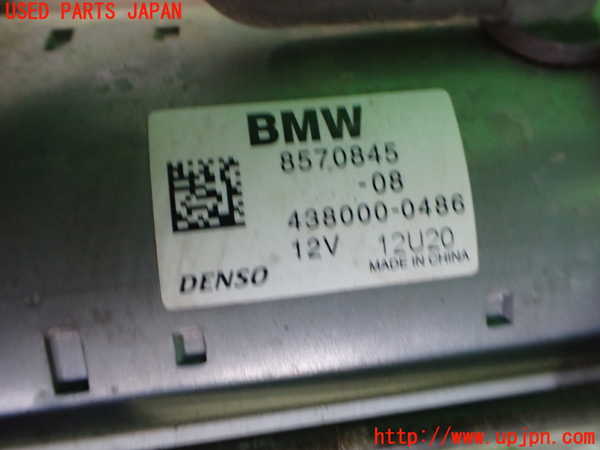 USED PARTS JAPAN
BMW
8570845
-08
438000-0486
12V 12U20
DENSO MADE IN CHINA
http://www.upjpn.com